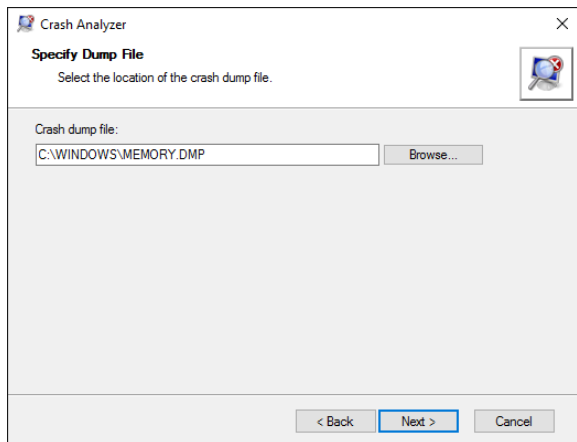 Crash Analyzer
Specify Dump File
Select the location of the crash dump file.
Crash dump file:
C:\WINDOWS\MEMORY.DMP
Browse...
< Back
Next >
Cancel